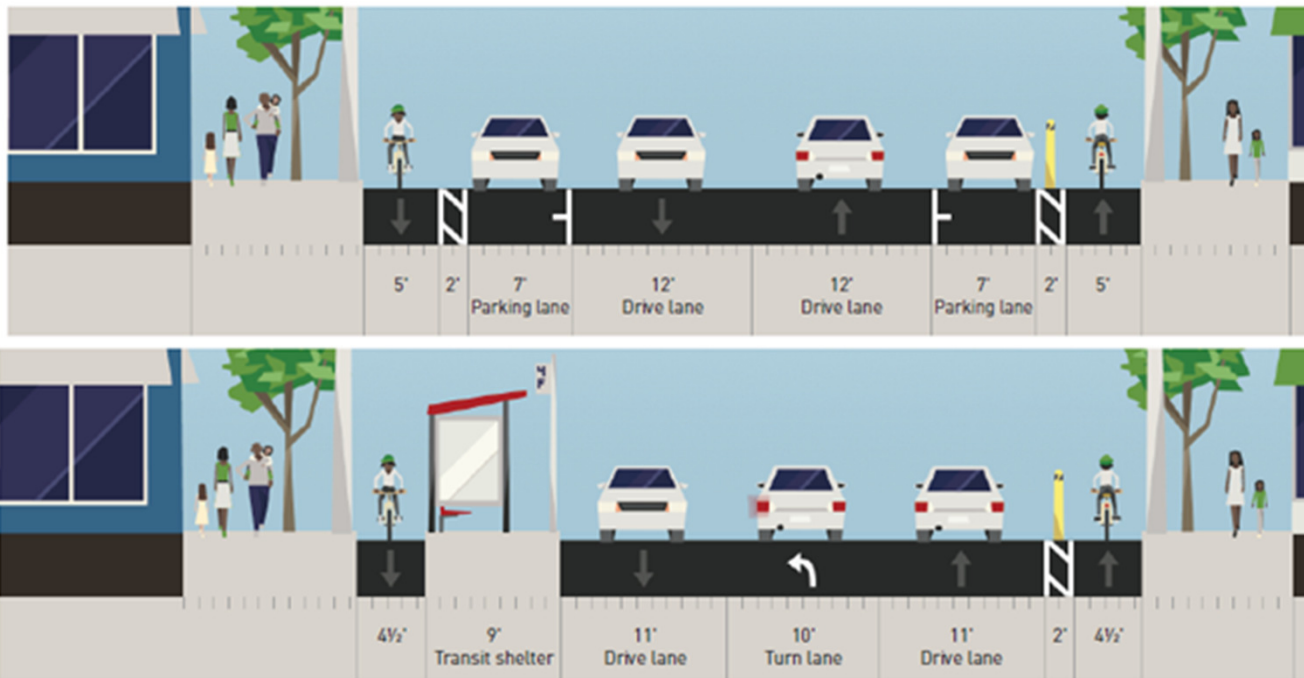 5' 2' 7' 12' 12' 7' 2' 5'
Parking lane Drive lane Drive lane Parking lane
4½' 9' 11' 10' 11' 2' 4½'
Transit shelter Drive lane Turn lane Drive lane